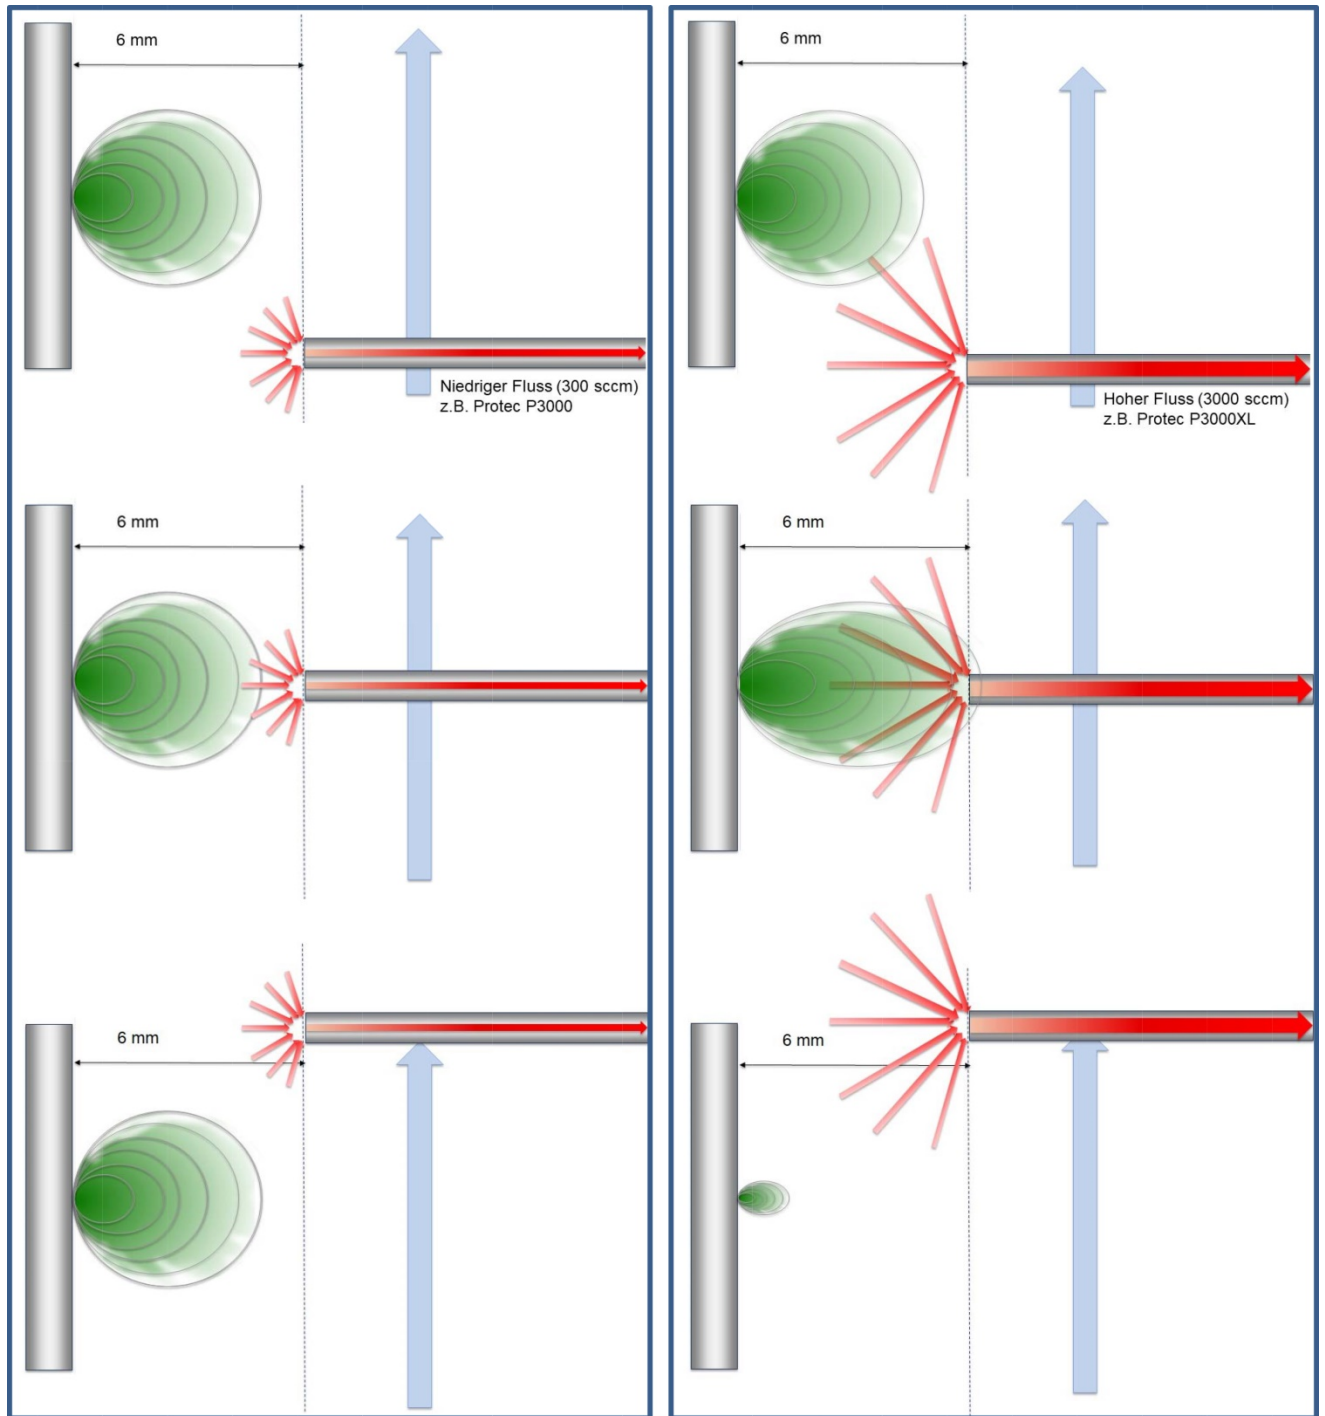 6 mm
Niedriger Fluss (300 sccm)
z.B. Protec P3000
6 mm
6 mm
6 mm
Hoher Fluss (3000 sccm)
z.B. Protec P3000XL
6 mm
6 mm